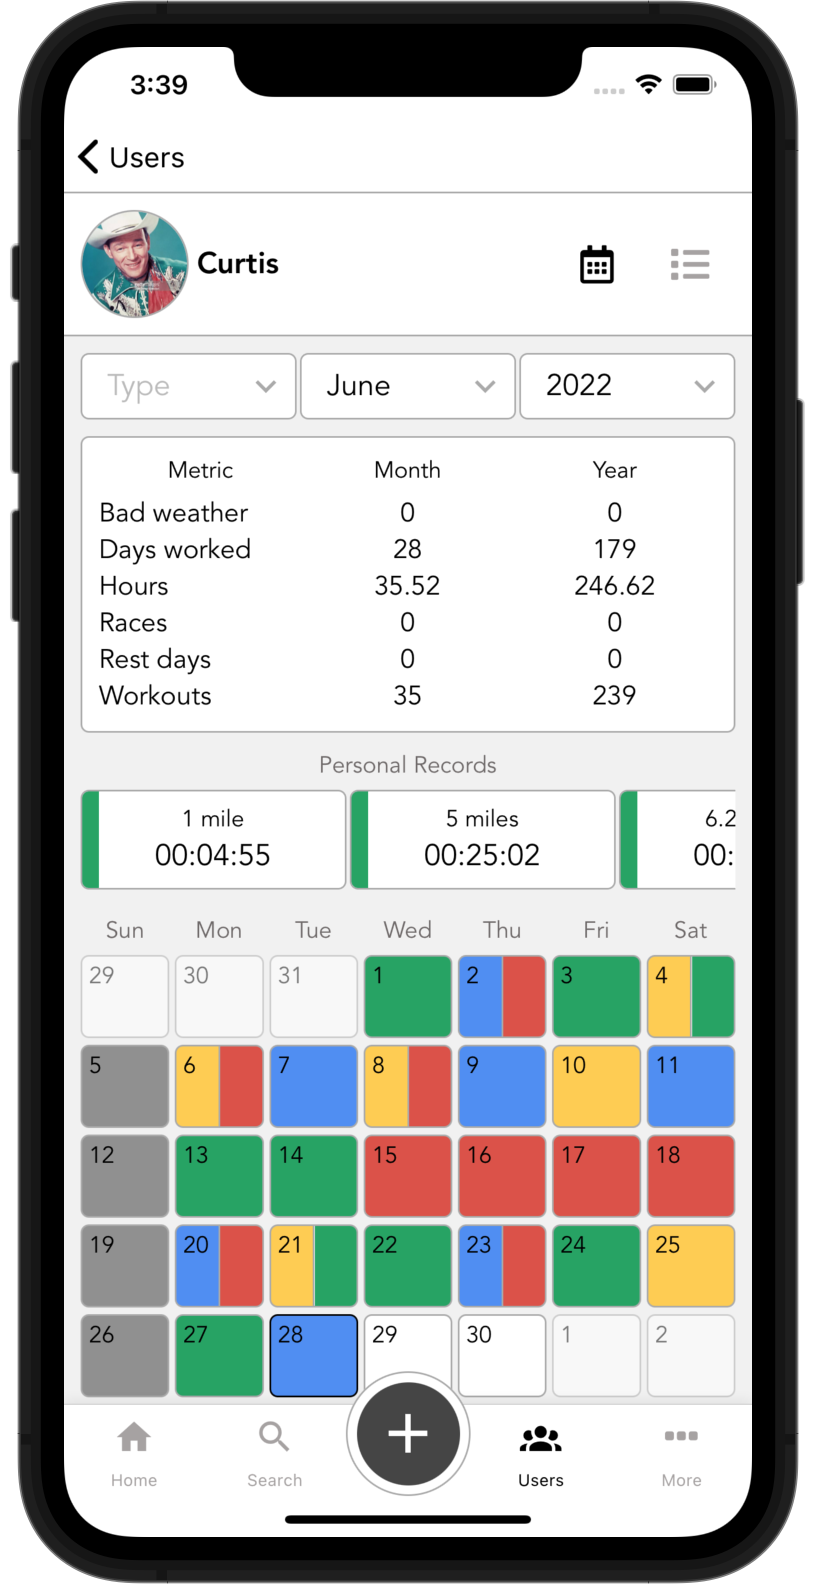 3:39
Users
Curtis
Type June 2022
Metric Month Year
Bad weather 0 0
Days worked 28 179
Hours 35.52 246.62
Races 0 0
Rest days 0 0
Workouts 35 239
Personal Records
1 mile 5 miles 6.2
00:04:55 00:25:02 00:
Sun Mon Tue Wed Thu Fri Sat
29 30 31 1 2 3 4
5 6 7 8 9 10 11
12 13 14 15 16 17 18
19 20 21 22 23 24 25
26 27 28 29 30 1 2
Home Search Users More